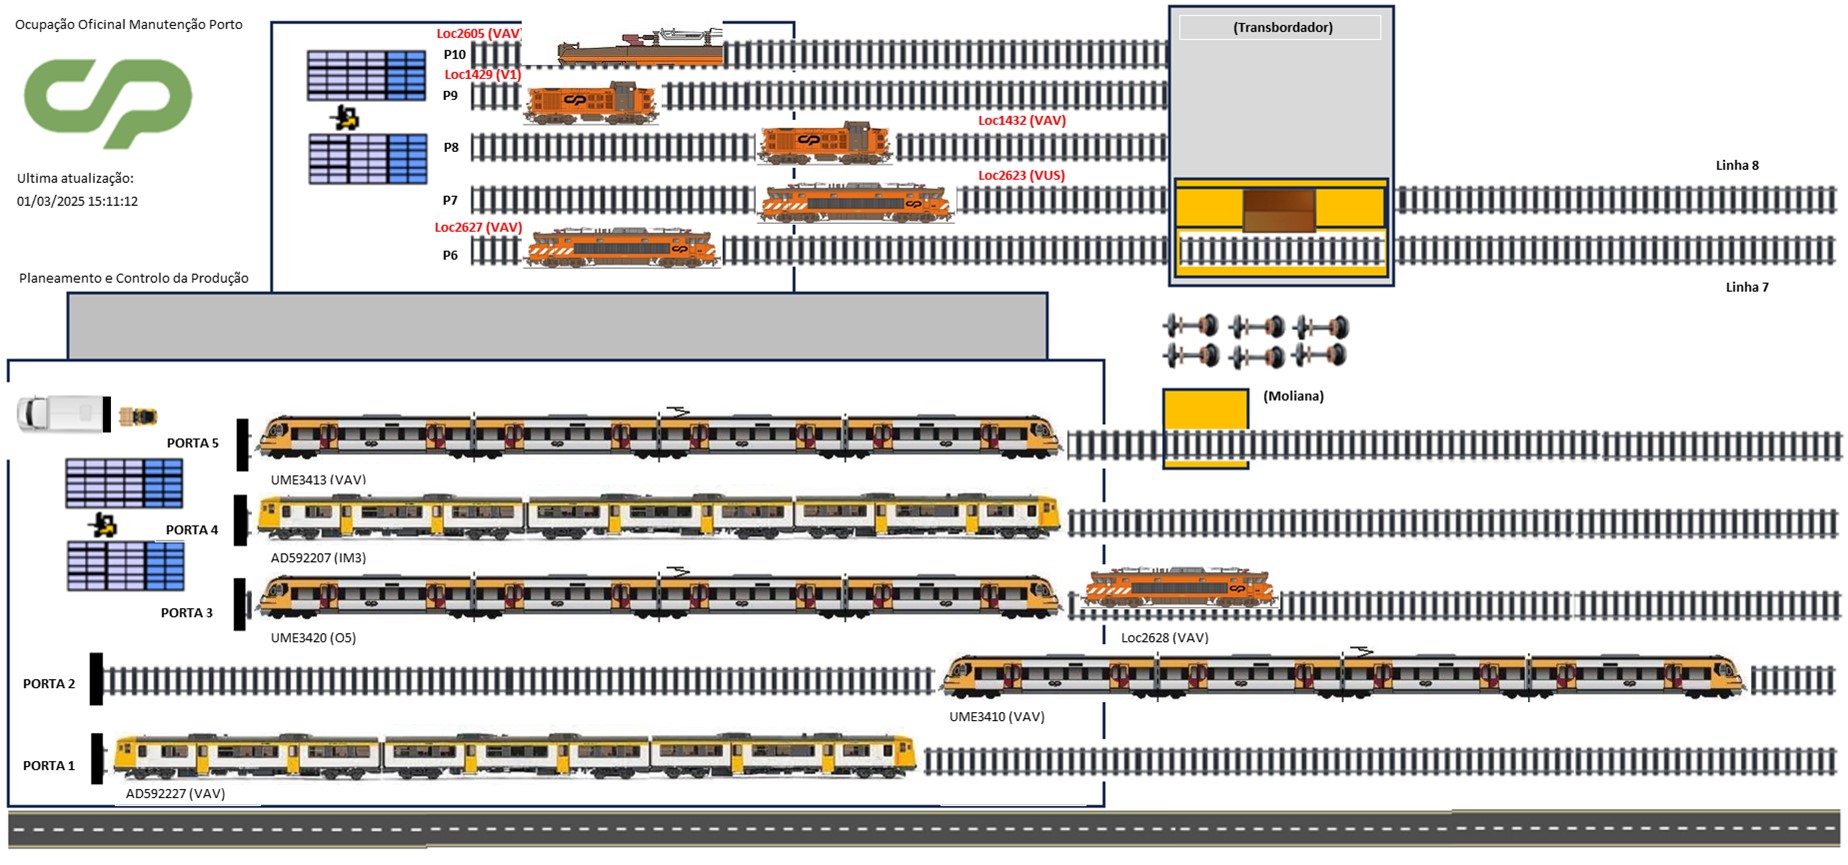 Ocupação Oficinal Manutenção Porto
Loc2605 (VAV)
(Transbordador)
P10
Loc1429 (V1)
P9
Loc1432 (VAV)
P8
Linha 8
Ultima atualização:
01/03/2025 15:11:12
Loc2623 (VUS)
P7
Loc2627 (VAV)
P6
Planeamento e Controlo da Produção
Linha 7
(Moliana)
PORTA 5
UME3413 (VAV)
PORTA 4
AD592207 (IM3)
PORTA 3
UME3420 (O5)
Loc2628 (VAV)
PORTA 2
UME3410 (VAV)
PORTA 1
AD592227 (VAV)